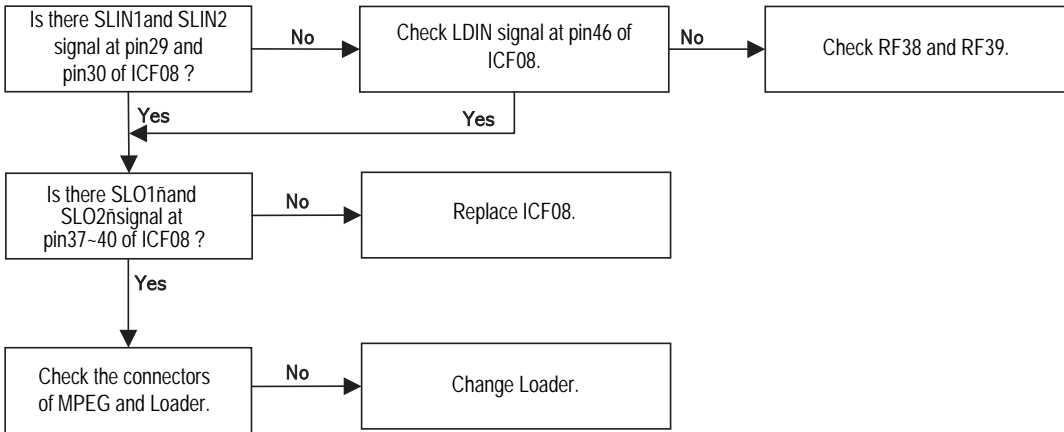 Is there SLIN1and SLIN2
signal at pin29 and
pin30 of ICF08 ?
No
Check LDIN signal at pin46 of
ICF08.
No
Check RF38 and RF39.
Yes
Yes
Is there SLO1ñand
SLO2ñsignal at
pin37~40 of ICF08 ?
No
Replace ICF08.
Yes
Check the connectors
of MPEG and Loader.
No
Change Loader.